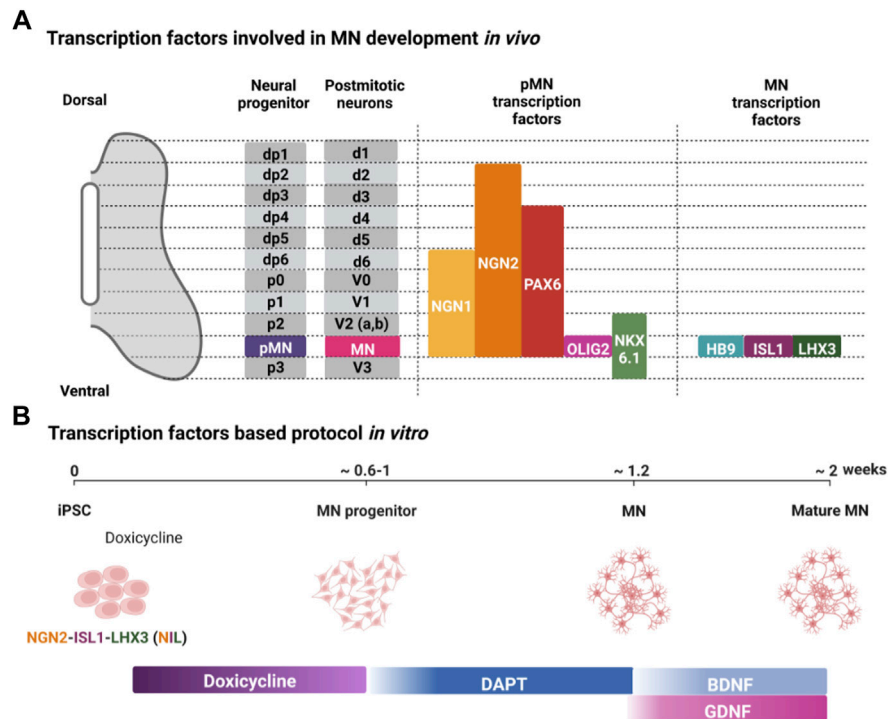 A
Transcription factors involved in MN development in vivo
Dorsal
Neural
progenitor
Postmitotic
neurons
pMN
transcription
factors
MN
transcription
factors
dp1 d1
dp2 d2
dp3 d3
dp4 d4
dp5 d5
dp6 d6
p0 V0
p1 V1
p2 V2 (a,b)
pMN MN
p3 V3
NGN1
NGN2
PAX6
OLIG2
NKX
6.1
HB9
ISL1
LHX3
Ventral
B
Transcription factors based protocol in vitro
0 ~ 0.6-1 ~ 1.2 ~ 2 weeks
iPSC MN progenitor MN Mature MN
Doxicycline
NGN2-ISL1-LHX3 (NIL)
Doxicycline DAPT BDNF
GDNF